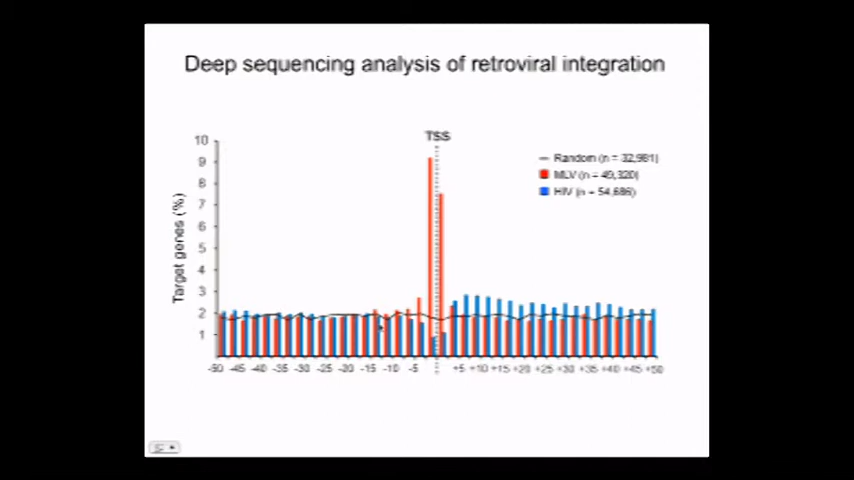 Deep sequencing analysis of retroviral integration
TSS
Random (n = 32,981)
MLV (n = 49,320)
HIV (n = 54,686)
Target genes (%)
10
9
8
7
6
5
4
3
2
1
-50 -45 -40 -35 -30 -25 -20 -15 -10 -5 +5 +10 +15 +20 +25 +30 +35 +40 +45 +50